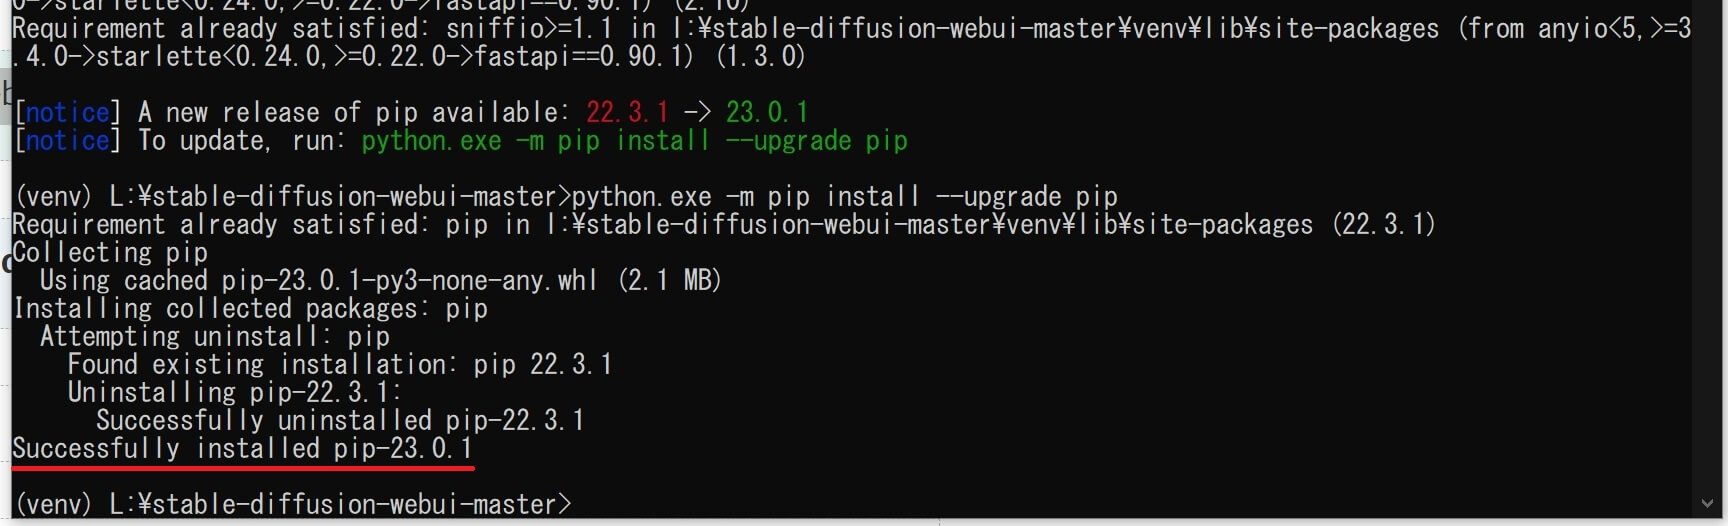 0->starlette<0.24.0,>=0.22.0->fastapi==0.90.1) (2.10)
Requirement already satisfied: sniffio>=1.1 in l:¥stable-diffusion-webui-master¥venv¥lib¥site-packages (from anyio<5,>=3
.4.0->starlette<0.24.0,>=0.22.0->fastapi==0.90.1) (1.3.0)
[notice] A new release of pip available: 22.3.1 -> 23.0.1
[notice] To update, run: python.exe -m pip install --upgrade pip
(venv) L:¥stable-diffusion-webui-master>python.exe -m pip install --upgrade pip
Requirement already satisfied: pip in l:¥stable-diffusion-webui-master¥venv¥lib¥site-packages (22.3.1)
Collecting pip
  Using cached pip-23.0.1-py3-none-any.whl (2.1 MB)
Installing collected packages: pip
  Attempting uninstall: pip
    Found existing installation: pip 22.3.1
    Uninstalling pip-22.3.1:
      Successfully uninstalled pip-22.3.1
Successfully installed pip-23.0.1
(venv) L:¥stable-diffusion-webui-master>